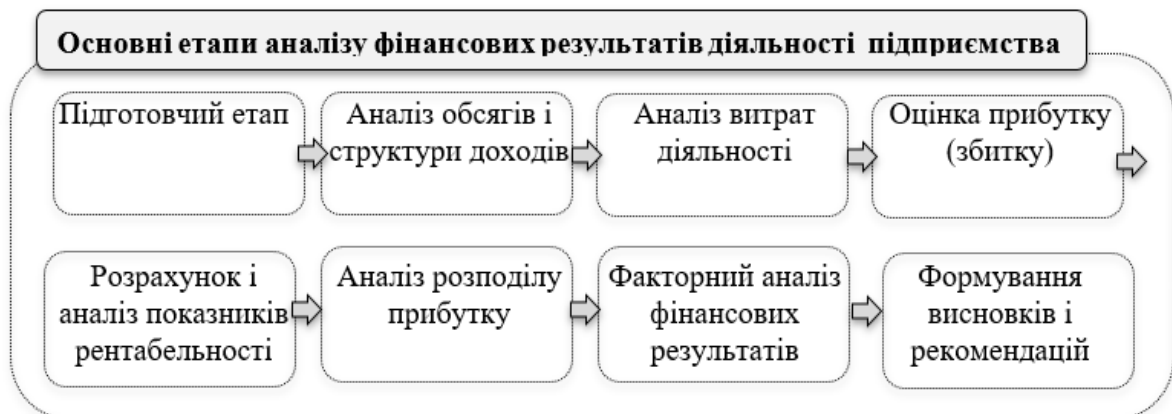 Основні етапи аналізу фінансових результатів діяльності підприємства
Підготовчий етап
Аналіз обсягів і
структури доходів
Аналіз витрат
діяльності
Оцінка прибутку
(збитку)
Розрахунок і
аналіз показників
рентабельності
Аналіз розподілу
прибутку
Факторний аналіз
фінансових
результатів
Формування
висновків і
рекомендацій